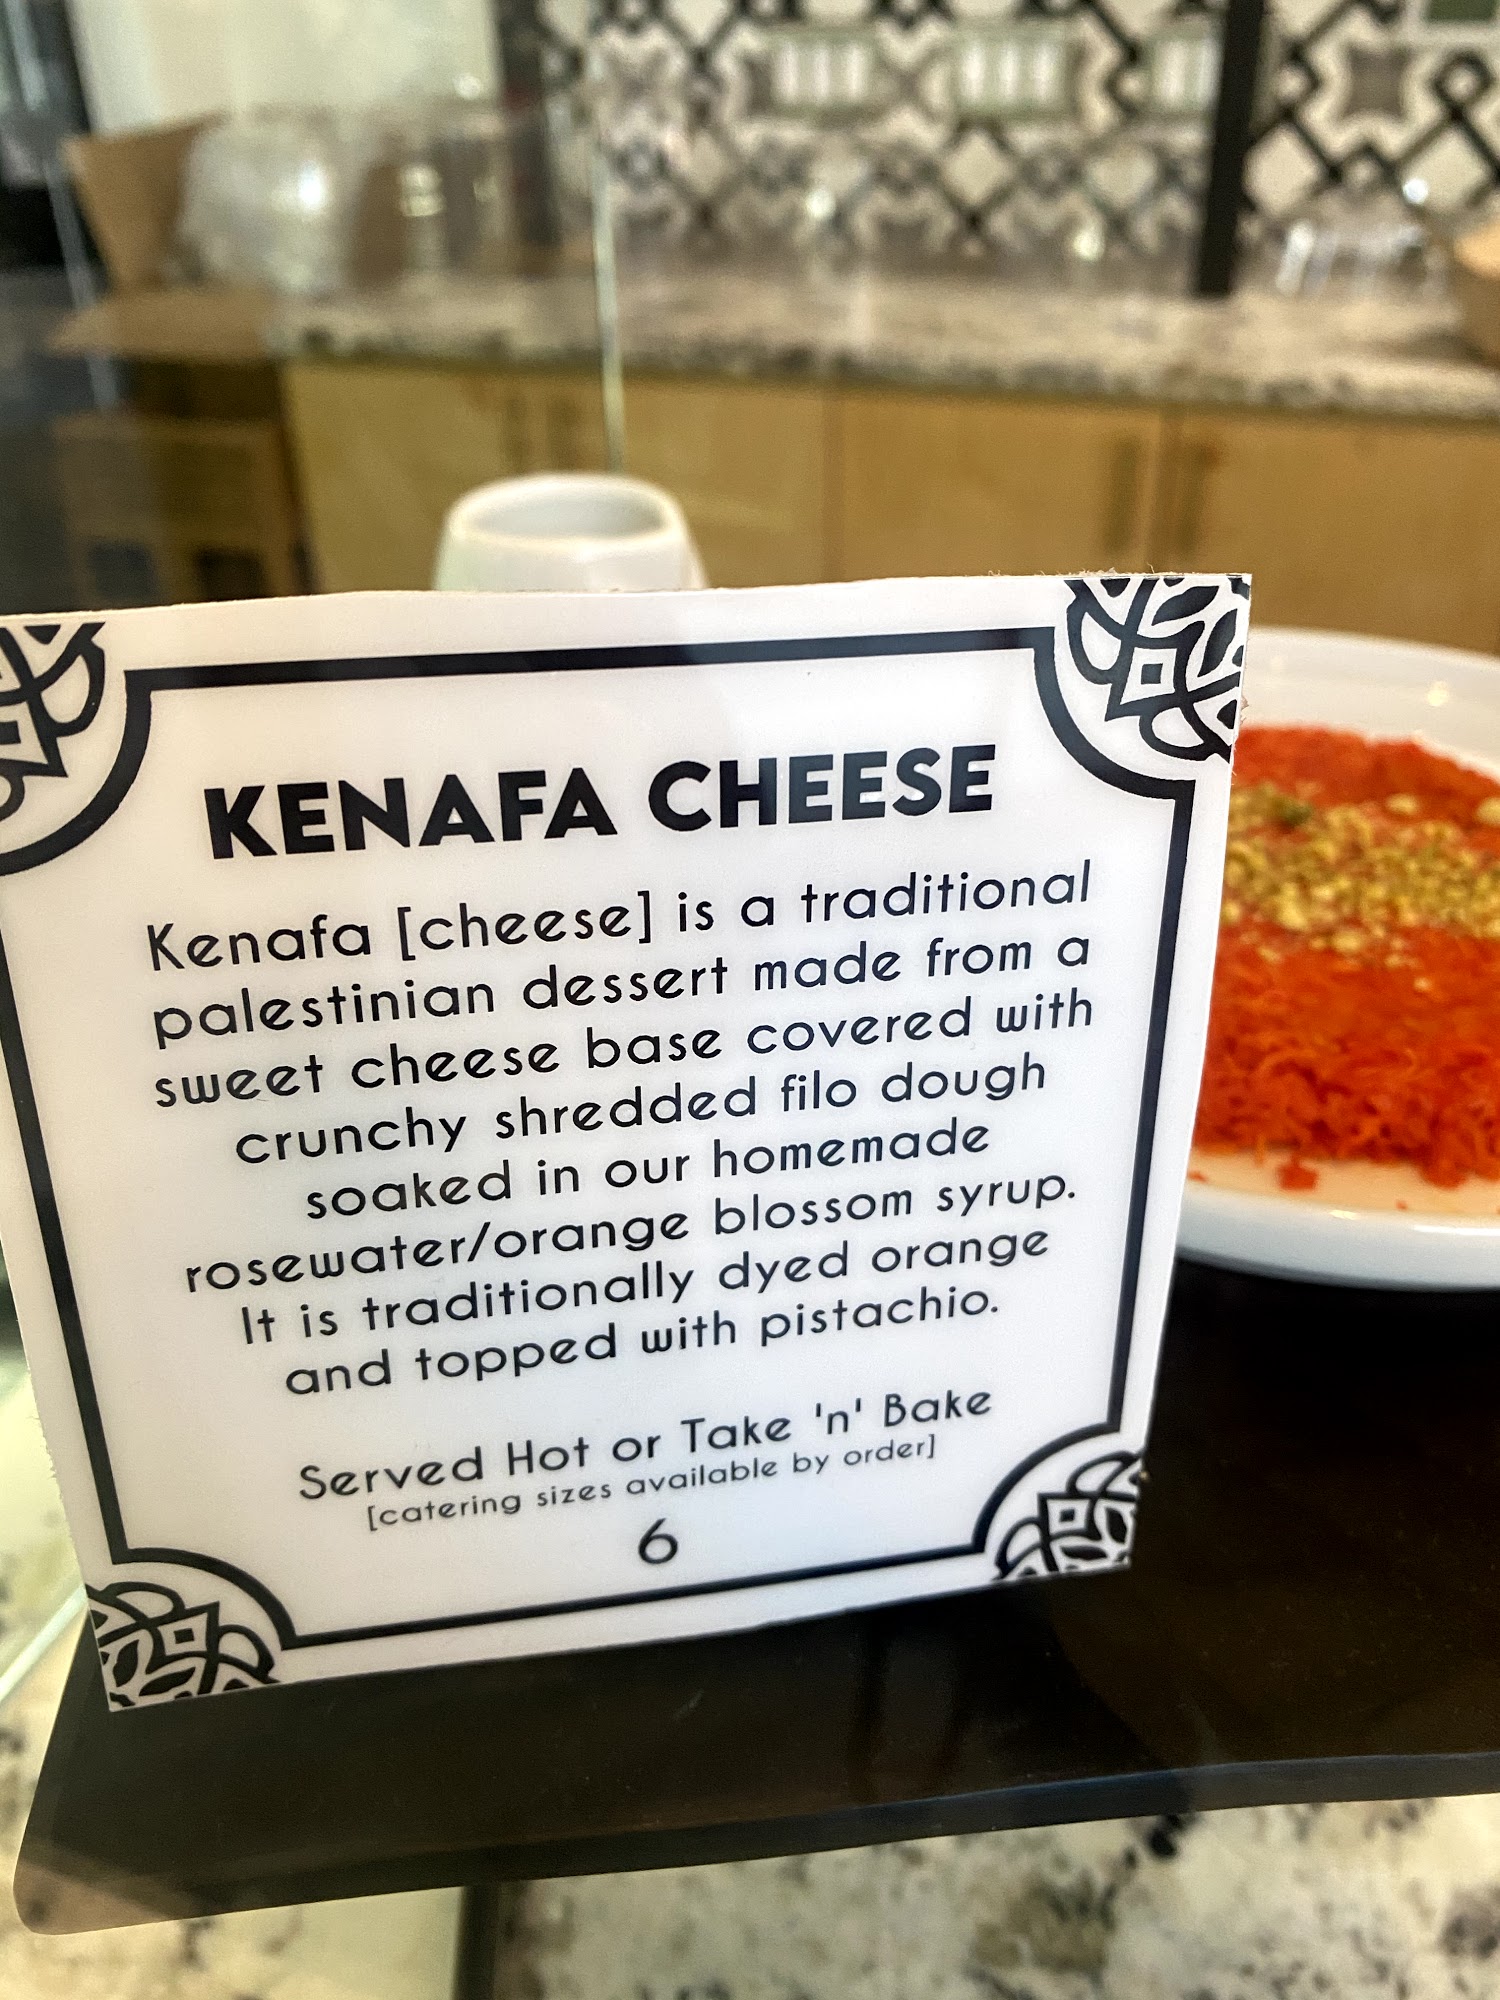 KENAFA CHEESE
Kenafa [cheese] is a traditional
palestinian dessert made from a
sweet cheese base covered with
crunchy shredded filo dough
soaked in our homemade
rosewater/orange blossom syrup.
It is traditionally dyed orange
and topped with pistachio.
Served Hot or Take 'n' Bake
[catering sizes available by order]
6